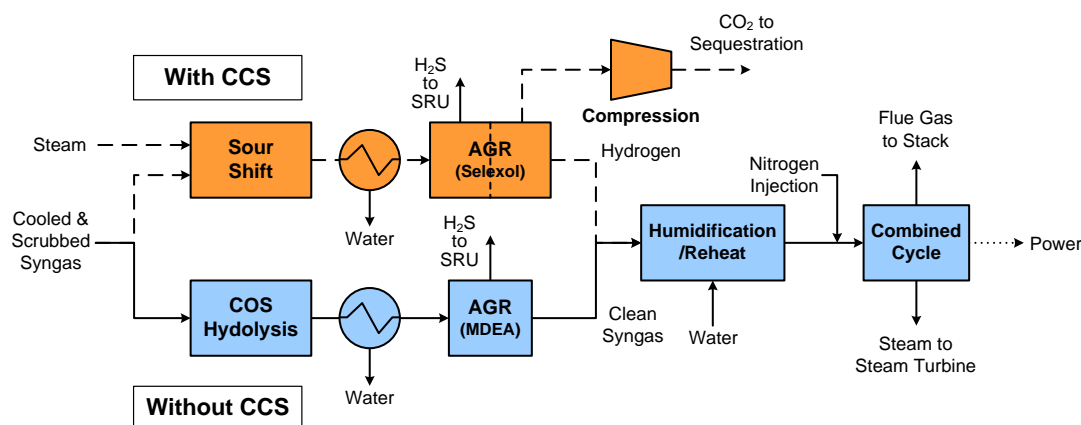 With CCS
Steam
Sour
Shift
Water
H₂S
to
SRU
AGR
(Selexol)
Compression
CO₂ to
Sequestration
Hydrogen
Cooled &
Scrubbed
Syngas
COS
Hydolysis
Water
H₂S
to
SRU
AGR
(MDEA)
Clean
Syngas
Humidification
/Reheat
Water
Nitrogen
Injection
Flue Gas
to Stack
Combined
Cycle
Power
Steam to
Steam Turbine
Without CCS